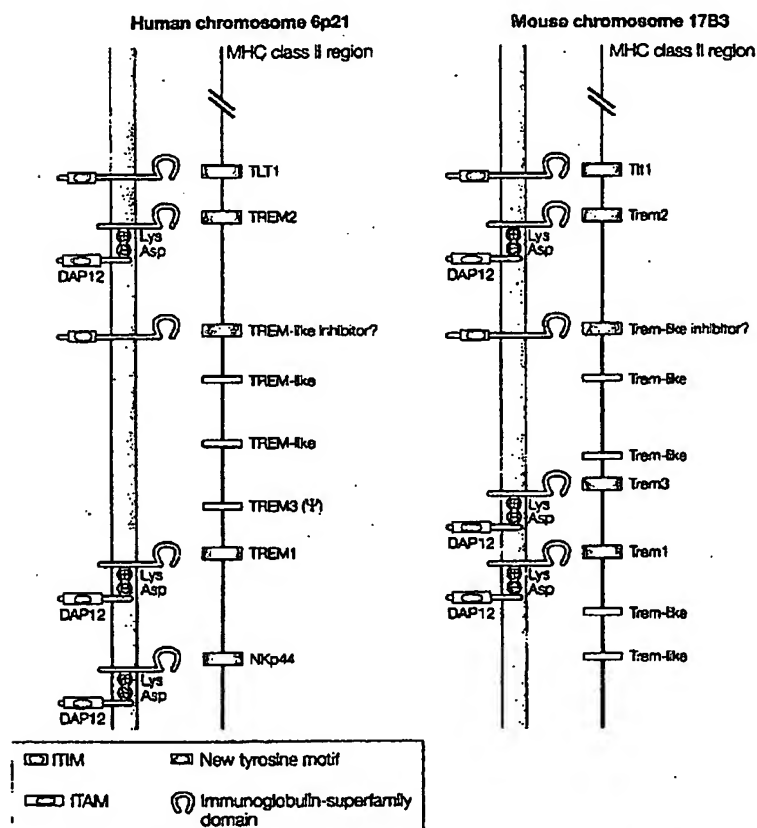 Human chromosome 6p21
MHC class II region
TLT1
TREM2
Lys
Asp
DAP12
TREM-like inhibitor?
TREM-like
TREM-like
TREM3 (Ψ)
TREM1
Lys
Asp
DAP12
NKp44
Lys
Asp
DAP12
Mouse chromosome 17B3
MHC class II region
Tlt1
Trem2
Lys
Asp
DAP12
Trem-like inhibitor?
Trem-like
Trem-like
Trem3
Lys
Asp
DAP12
Trem1
Lys
Asp
DAP12
Trem-like
Trem-like
ITIM
New tyrosine motif
ITAM
Immunoglobulin-superfamily
domain